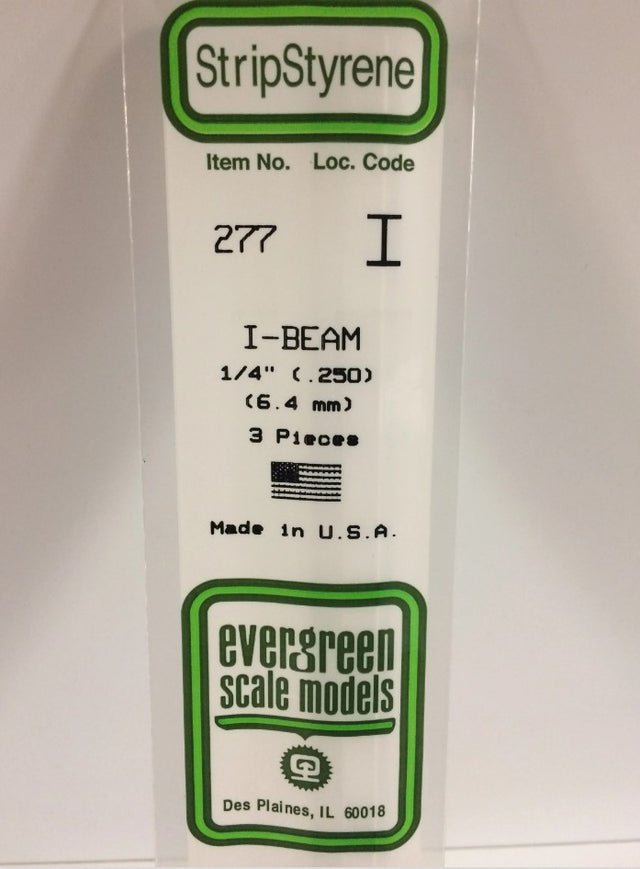 StripStyrene
Item No. Loc. Code
277 I
I-BEAM
1/4" (.250)
(6.4 mm)
3 Pieces
Made in U.S.A.
evergreen
scale models
Des Plaines, IL 60018